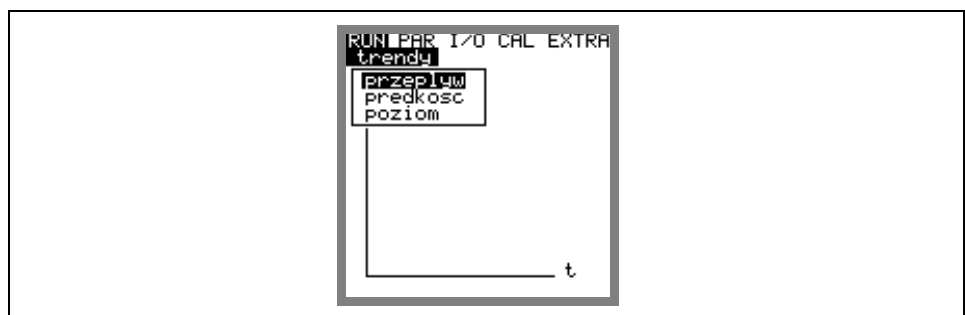 RUN PAR I/O CAL EXTRA
trendy
przeplyw
predkosc
poziom
t